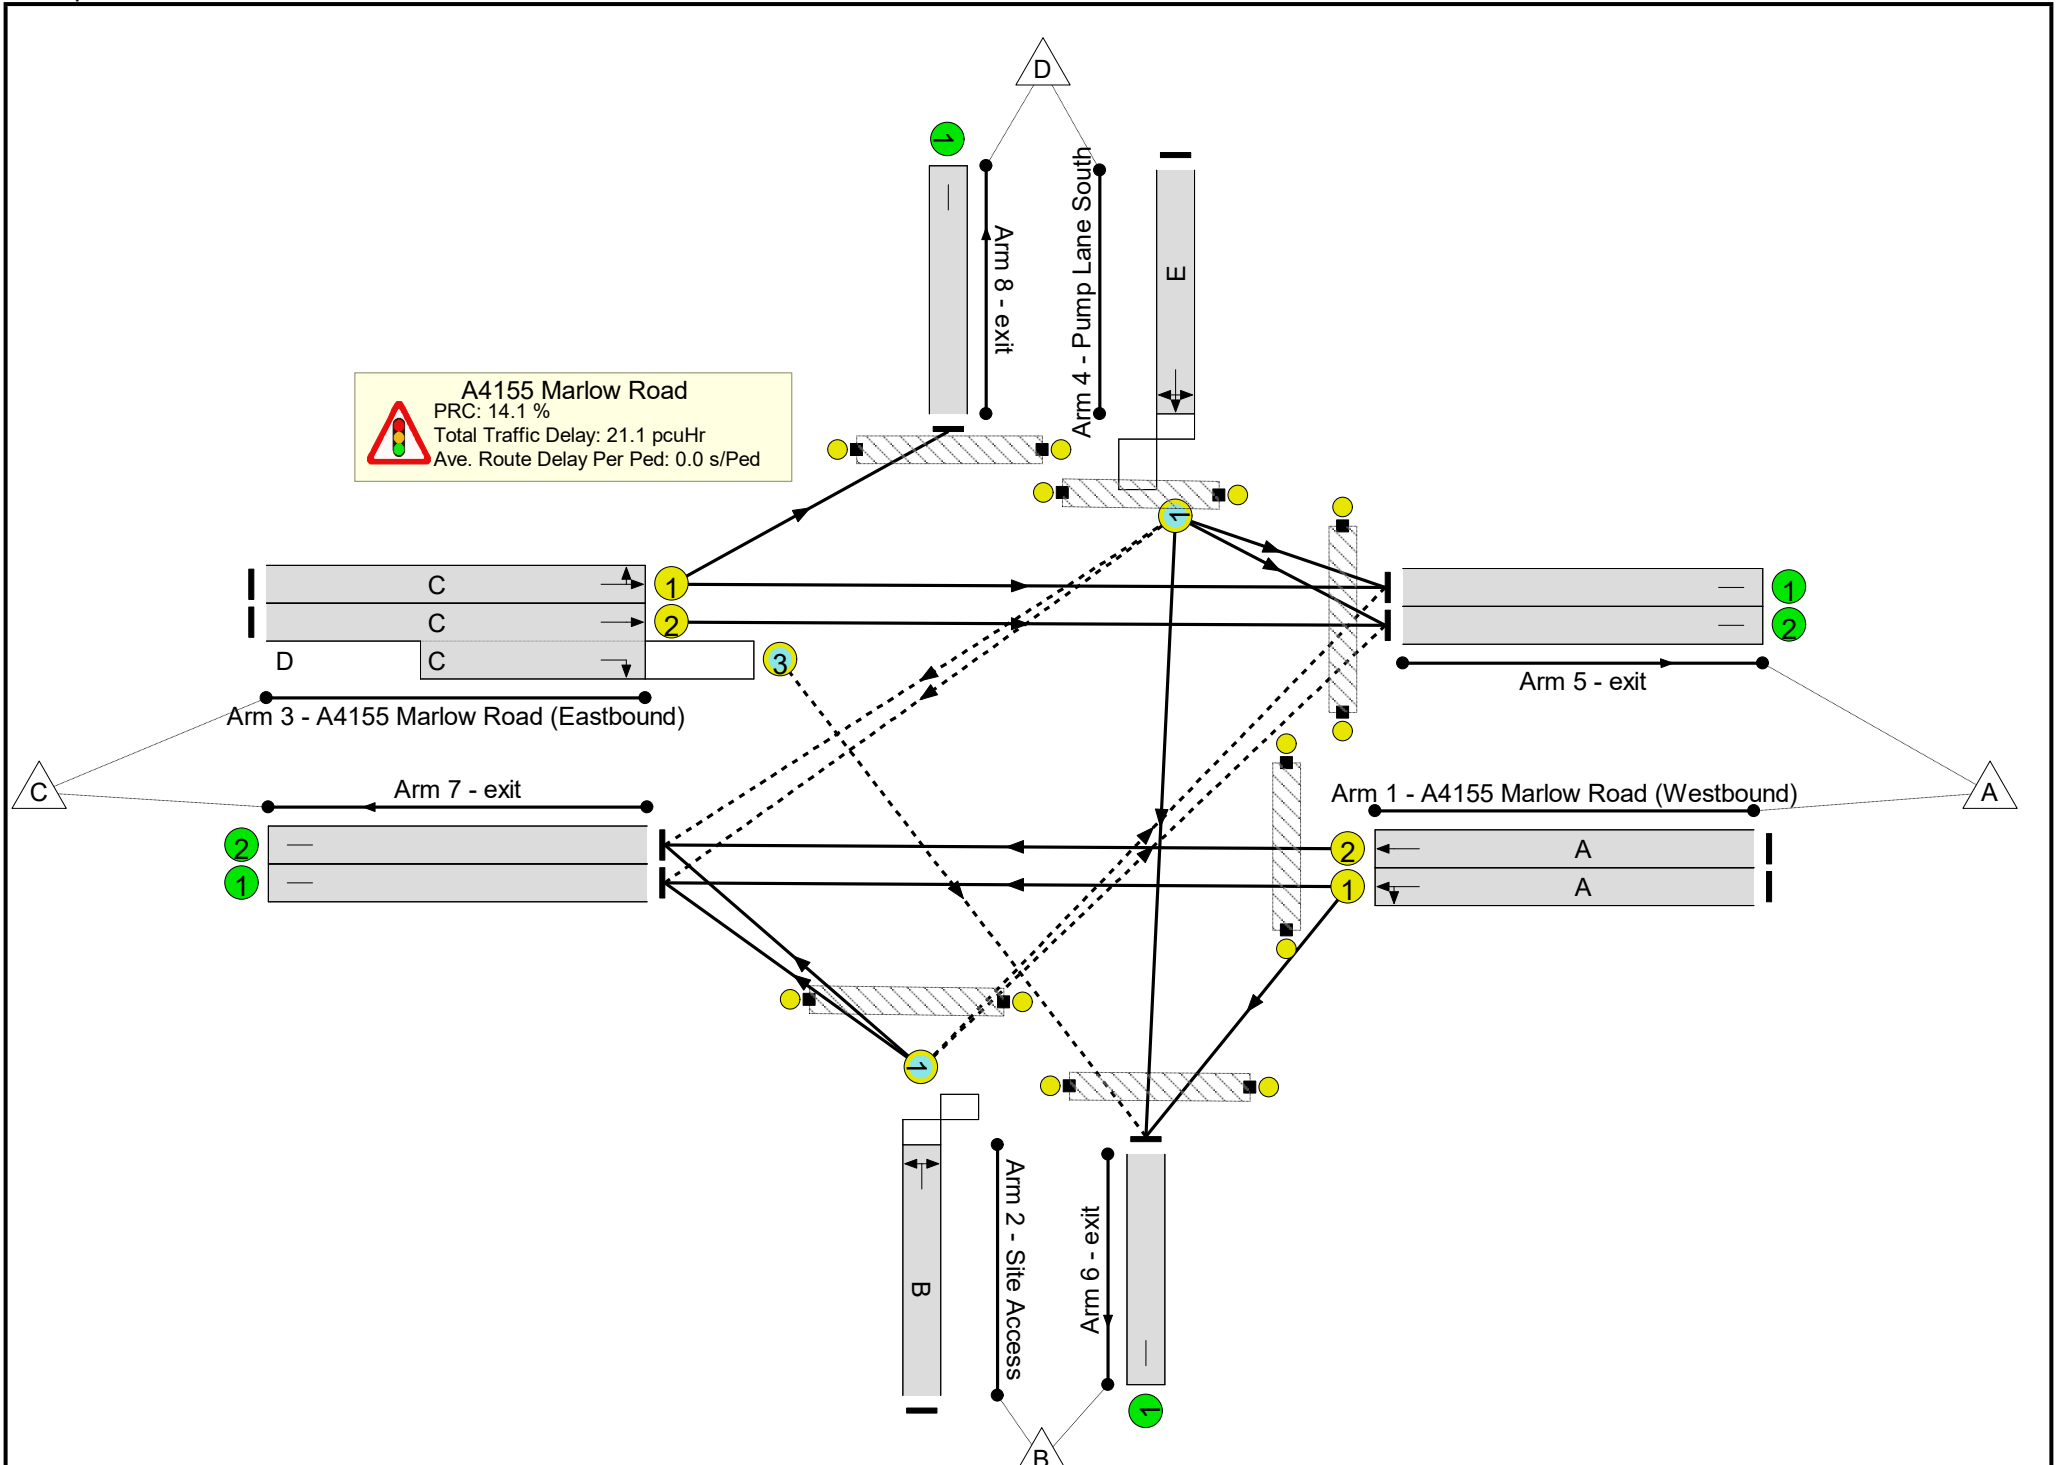 D
1
Arm 8 - exit
Arm 4 - Pump Lane South
E
A4155 Marlow Road
PRC: 14.1 %
Total Traffic Delay: 21.1 pcuHr
Ave. Route Delay Per Ped: 0.0 s/Ped
1
C
1
C
2
D
C
3
Arm 3 - A4155 Marlow Road (Eastbound)
1
2
Arm 5 - exit
C
Arm 7 - exit
2
1
Arm 1 - A4155 Marlow Road (Westbound)
A
2
A
1
A
1
B
Arm 2 - Site Access
Arm 6 - exit
1
B